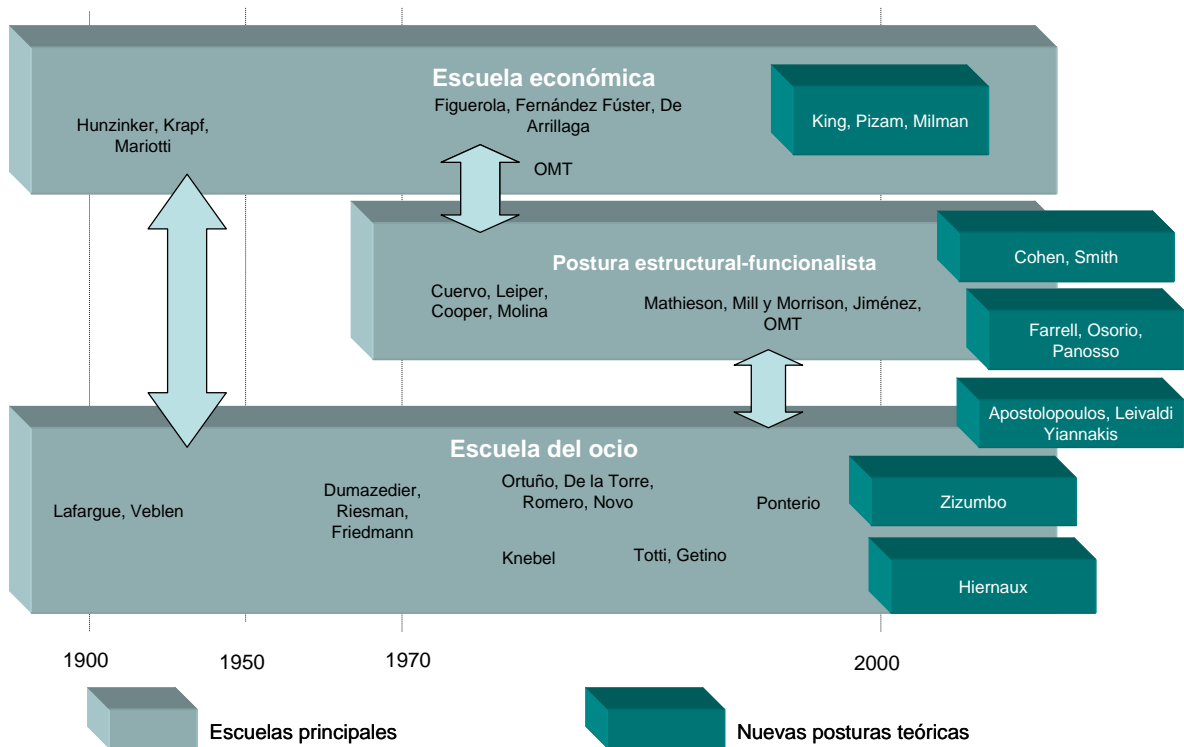 Escuela económica
Hunzinker, Krapf,
Mariotti
Figuerola, Fernández Fúster, De
Arrillaga
OMT
King, Pizam, Milman
Postura estructural-funcionalista
Cuervo, Leiper,
Cooper, Molina
Mathieson, Mill y Morrison, Jiménez,
OMT
Cohen, Smith
Farrell, Osorio,
Panosso
Apostolopoulos, Leivaldi
Yiannakis
Escuela del ocio
Lafargue, Veblen
Dumazedier,
Riesman,
Friedmann
Ortuño, De la Torre,
Romero, Novo
Knebel
Totti, Getino
Ponterio
Zizumbo
Hiernaux
1900
1950
1970
2000
Escuelas principales
Nuevas posturas teóricas